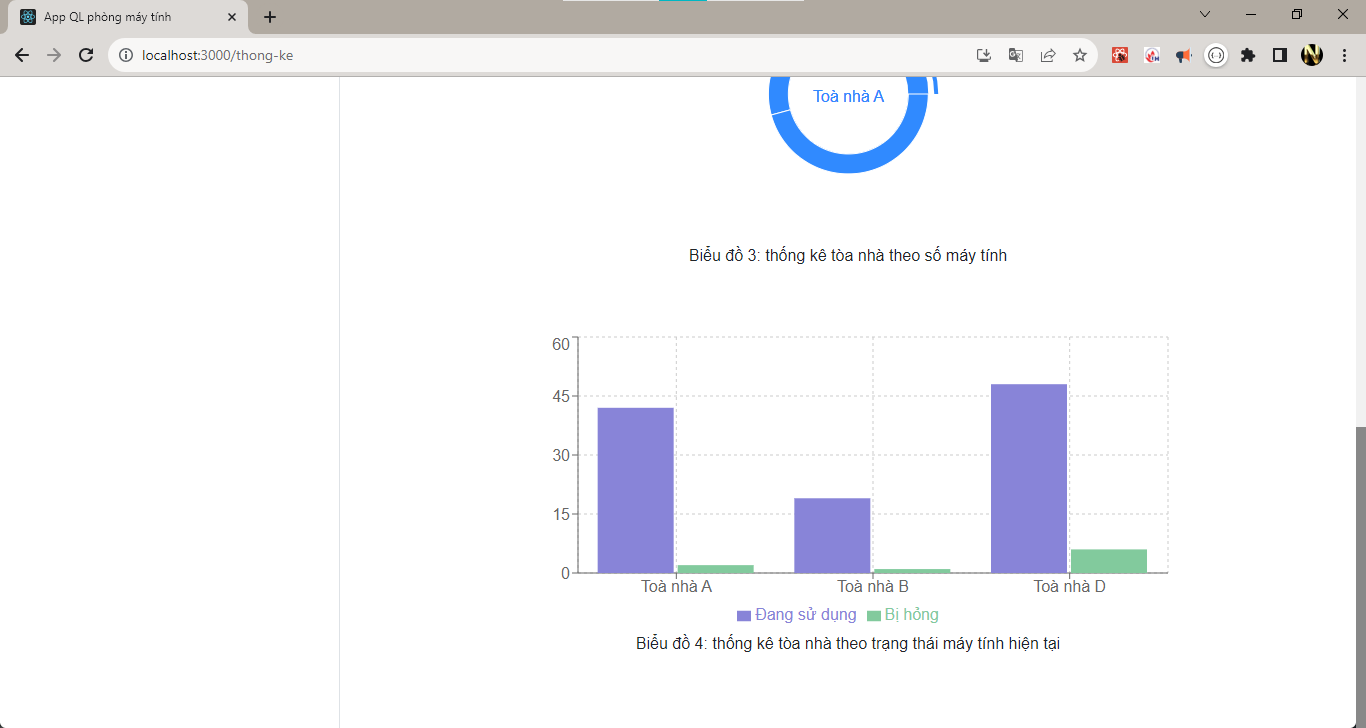 App QL phòng máy tính
localhost:3000/thong-ke
Toà nhà A
Biểu đồ 3: thống kê tòa nhà theo số máy tính
60
45
30
15
0
Toà nhà A Toà nhà B Toà nhà D
Đang sử dụng Bị hỏng
Biểu đồ 4: thống kê tòa nhà theo trạng thái máy tính hiện tại